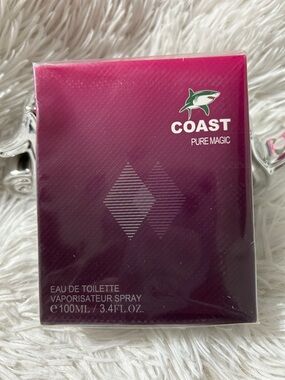 COAST
PURE MAGIC
EAU DE TOILETTE
VAPORISATEUR SPRAY
℮100ML / 3.4FL.OZ.